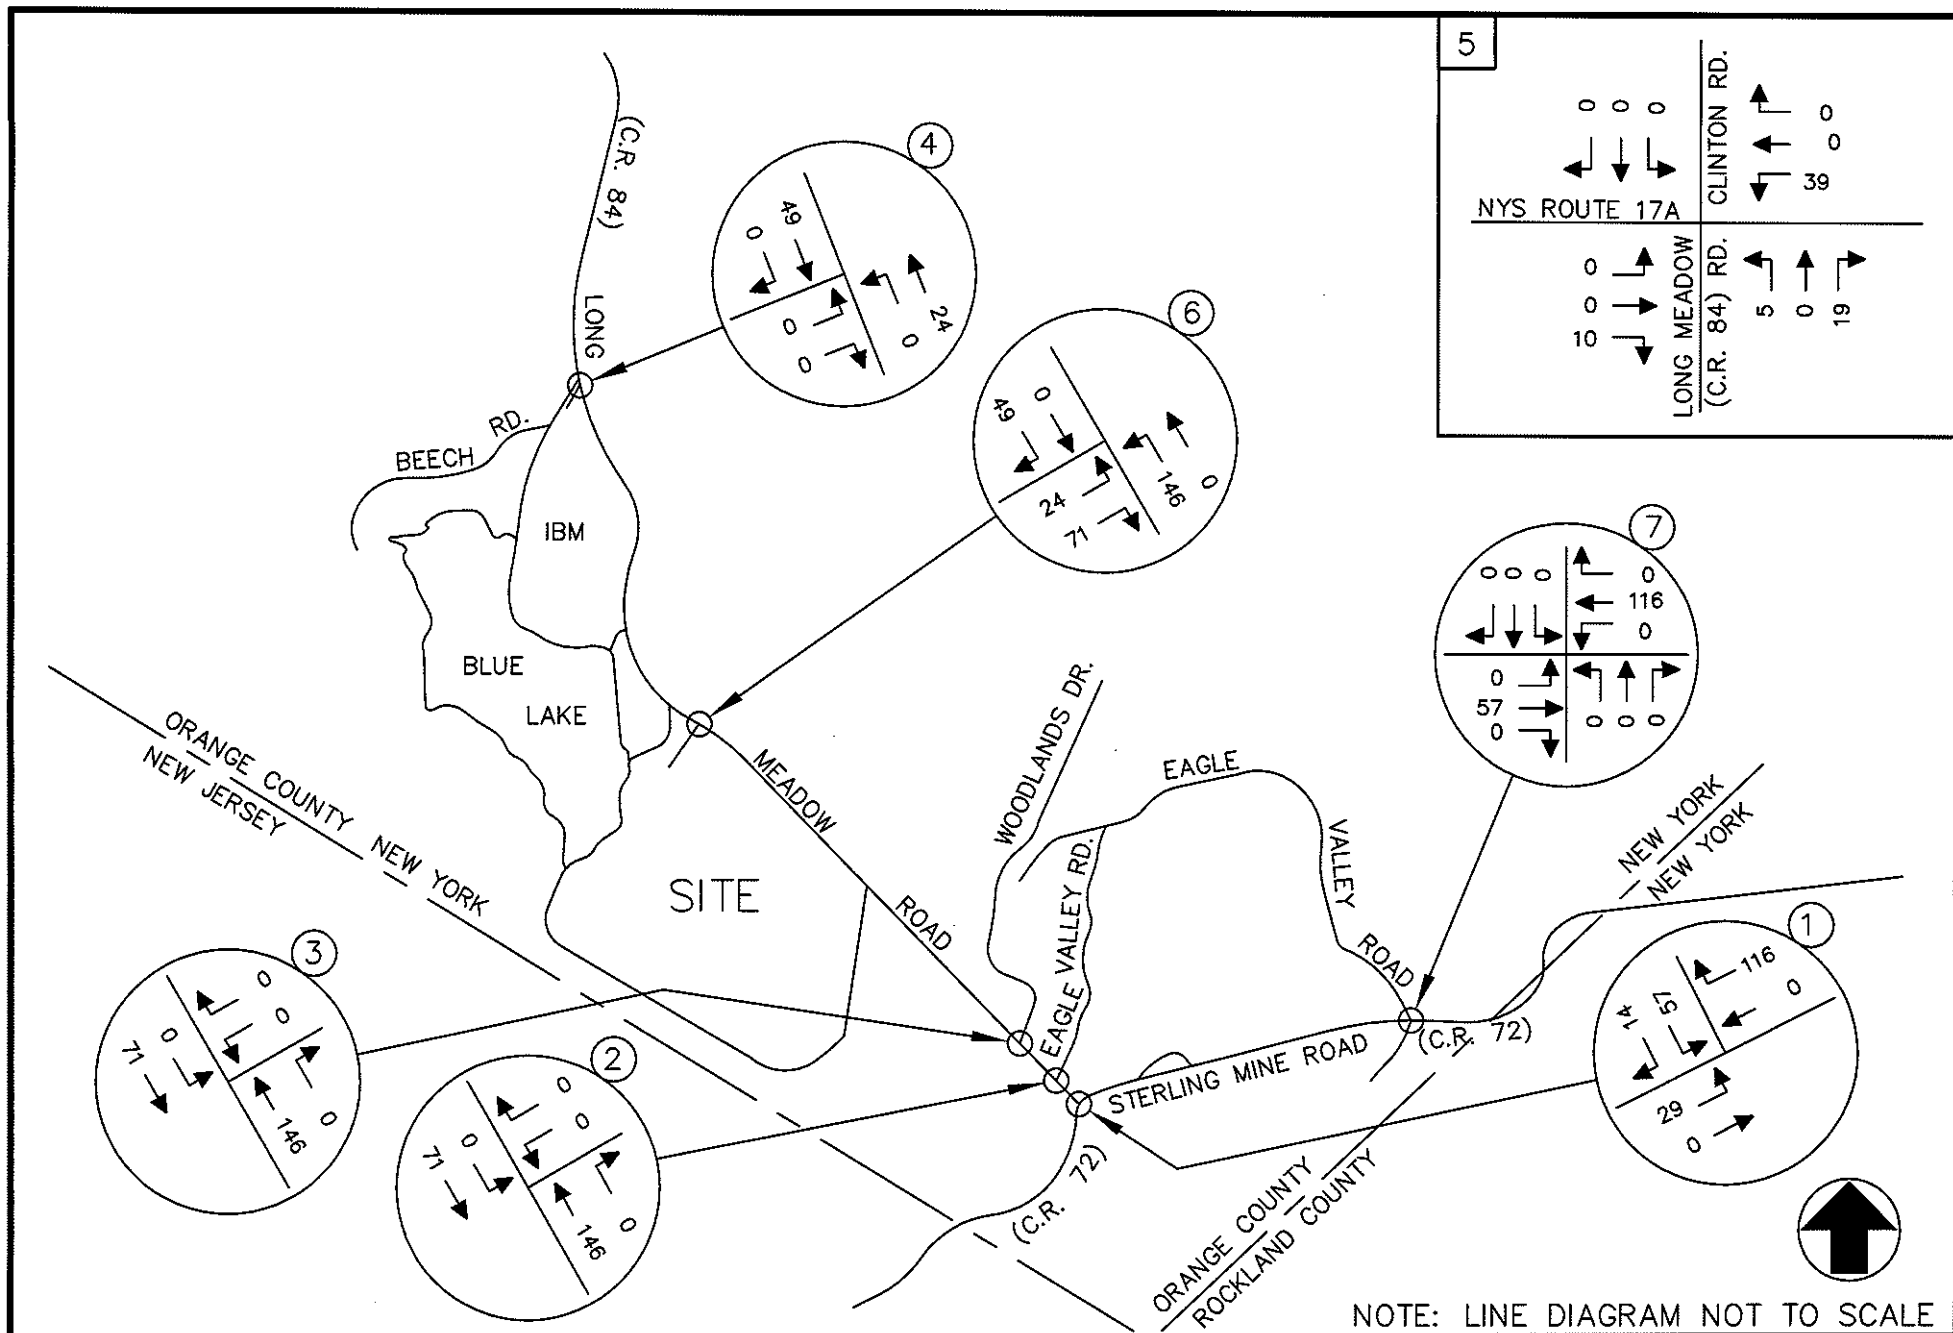 5
CLINTON RD.
0 0 0
0
0
39
NYS ROUTE 17A
LONG MEADOW
(C.R. 84) RD.
0
0
10
5 0 19
(C.R. 84)
4
49
0
24
0
0
0
LONG
6
0
49
146
0
24
71
BEECH RD.
IBM
7
0 0 0
0
116
0
0
57
0
0 0 0
BLUE
LAKE
ORANGE COUNTY NEW YORK
NEW JERSEY
MEADOW
ROAD
WOODLANDS DR.
EAGLE
VALLEY
ROAD
EAGLE VALLEY RD.
NEW YORK
NEW YORK
SITE
3
0
0
0
71
146
0
2
0
0
0
71
146
0
1
116
0
57
14
29
0
STERLING MINE ROAD
(C.R. 72)
(C.R. 72)
ORANGE COUNTY
ROCKLAND COUNTY
NOTE: LINE DIAGRAM NOT TO SCALE